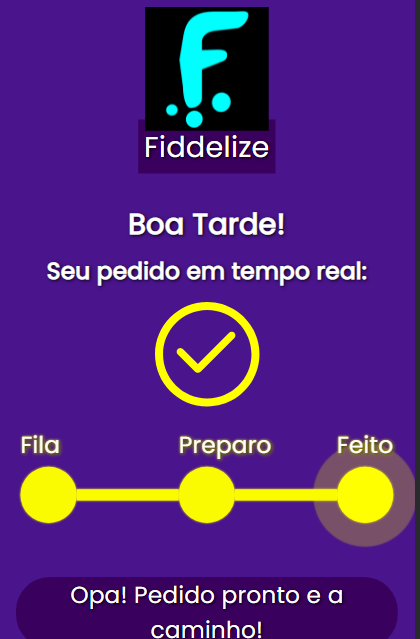 Fiddelize
Boa Tarde!
Seu pedido em tempo real:
Fila Preparo Feito
Opa! Pedido pronto e a
caminho!